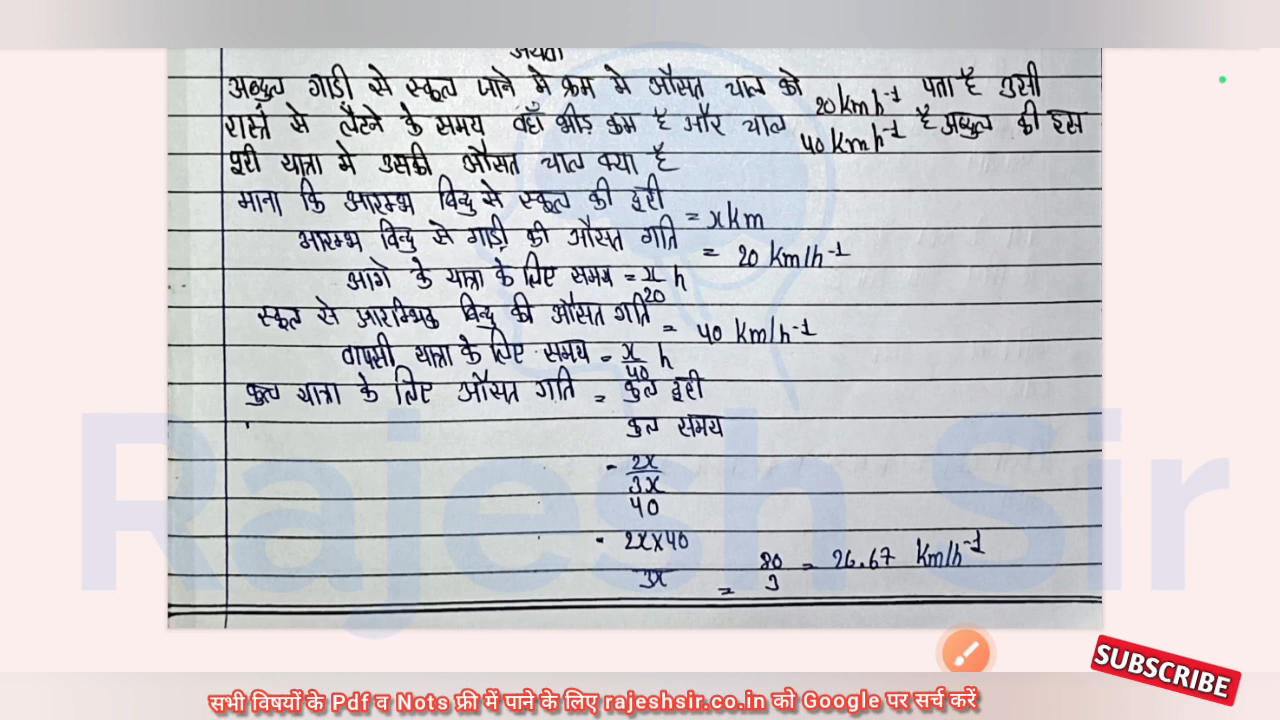 अथवा
अब्दुल गाडी से स्कूल जाने मे क्रम मे औसत चाल को 20 km h⁻¹ पता है उसी
रास्ते से लौटने के समय वहाँ भीड़ कम है और चाल 40 km h⁻¹ है अब्दुल की इस
पूरी यात्रा मे उसकी औसत चाल क्या है
माना कि आरम्भ बिन्दु से स्कूल की दूरी = x km
आरम्भ बिन्दु से गाड़ी की औसत गति = 20 km/h⁻¹
आगे के यात्रा के लिए समय = x/20 h
स्कूल से प्रारम्भिक बिन्दु की औसत गति = 40 km/h⁻¹
वापसी यात्रा के लिए समय = x/40 h
कुल यात्रा के लिए औसत गति = कुल दूरी
कुल समय
= 2x
3x
40
= 2x×40
3x
= 80/3 = 26.67 km/h⁻¹
Rajesh Sir
SUBSCRIBE
सभी विषयों के Pdf व Nots फ्री में पाने के लिए rajeshsir.co.in को Google पर सर्च करें